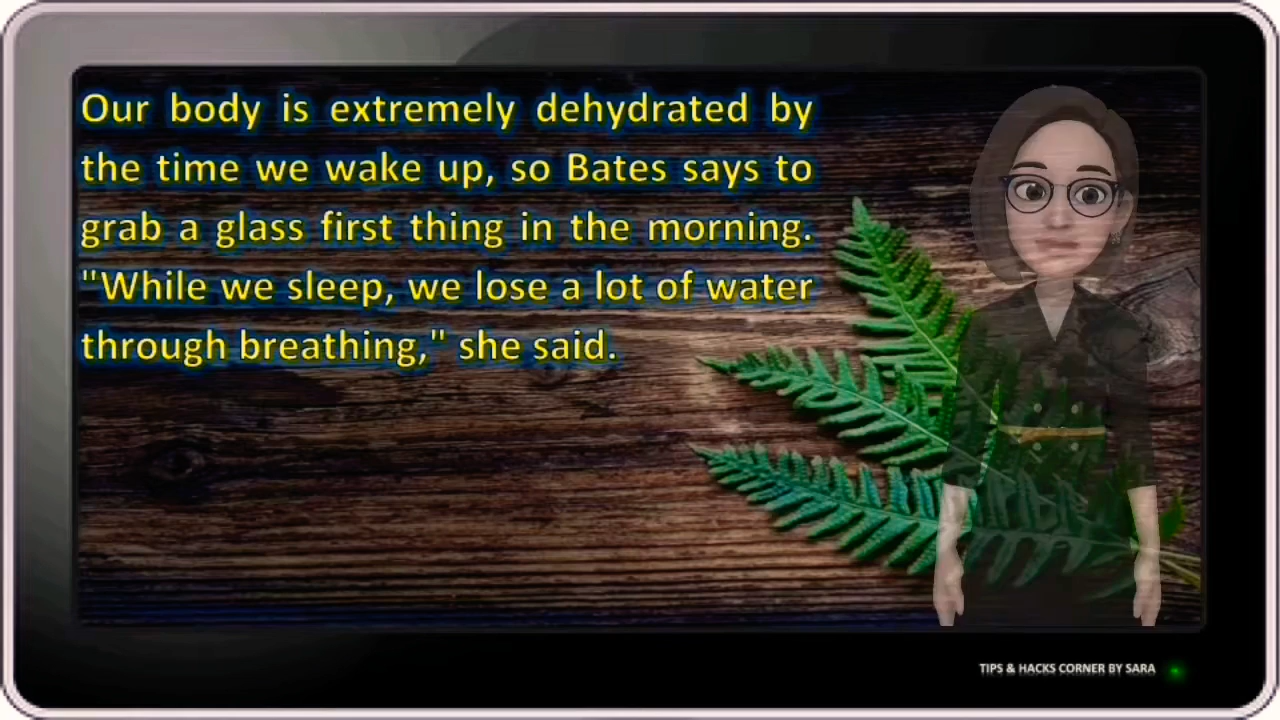 Our body is extremely dehydrated by
the time we wake up, so Bates says to
grab a glass first thing in the morning.
"While we sleep, we lose a lot of water
through breathing," she said.
TIPS & HACKS CORNER BY SARA